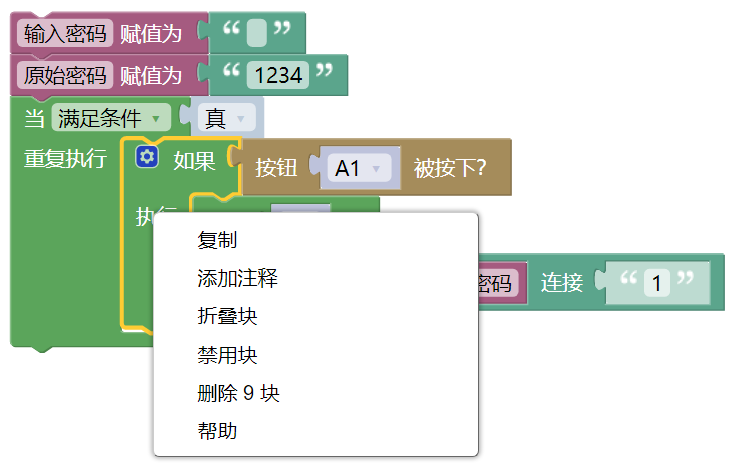 输入密码 赋值为 “ ”
原始密码 赋值为 “ 1234 ”
当 满足条件 真
重复执行 如果 按钮 A1 被按下?
执行
密码 连接 “ 1 ”
复制
添加注释
折叠块
禁用块
删除 9 块
帮助